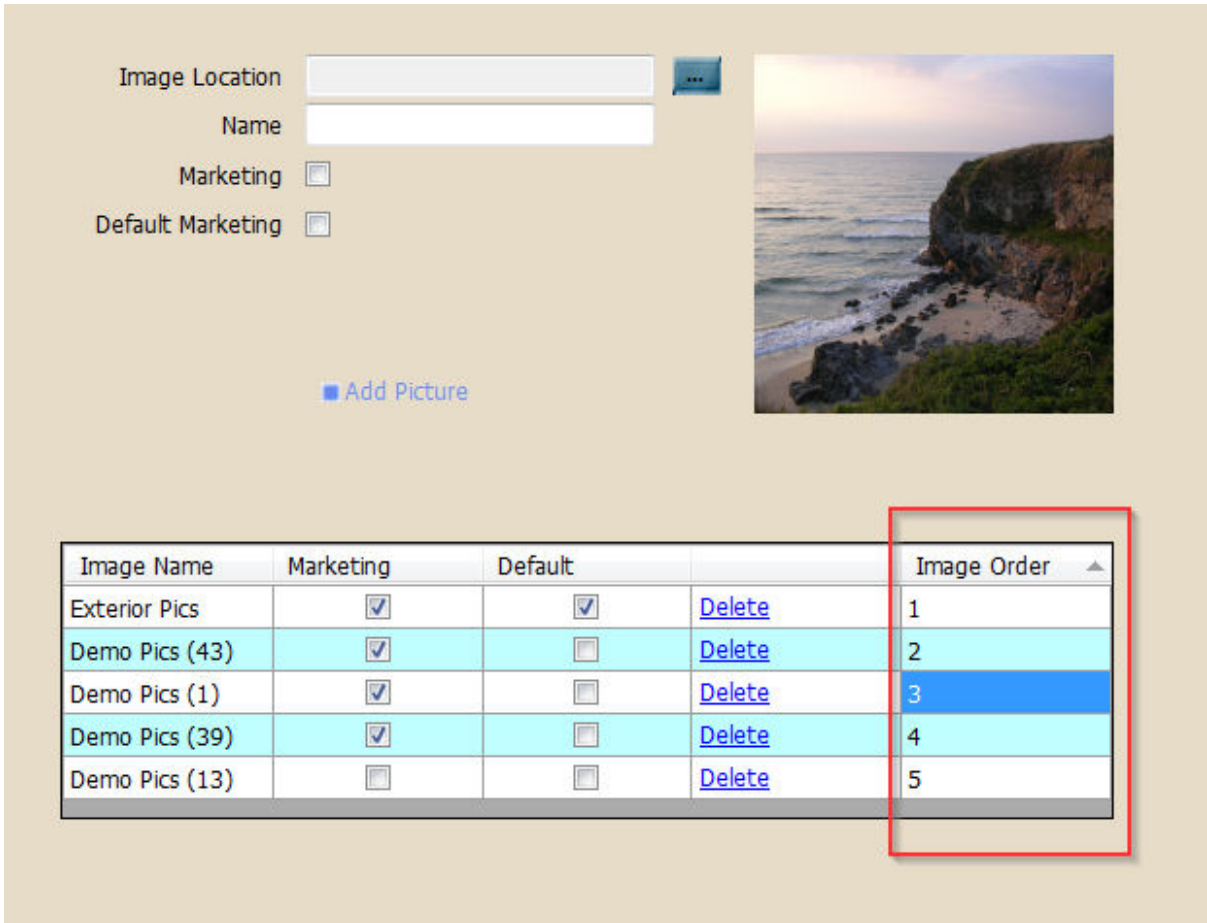 Image Location ...
Name
Marketing
Default Marketing
Add Picture
Image Name Marketing Default Image Order
Exterior Pics Delete 1
Demo Pics (43) Delete 2
Demo Pics (1) Delete 3
Demo Pics (39) Delete 4
Demo Pics (13) Delete 5